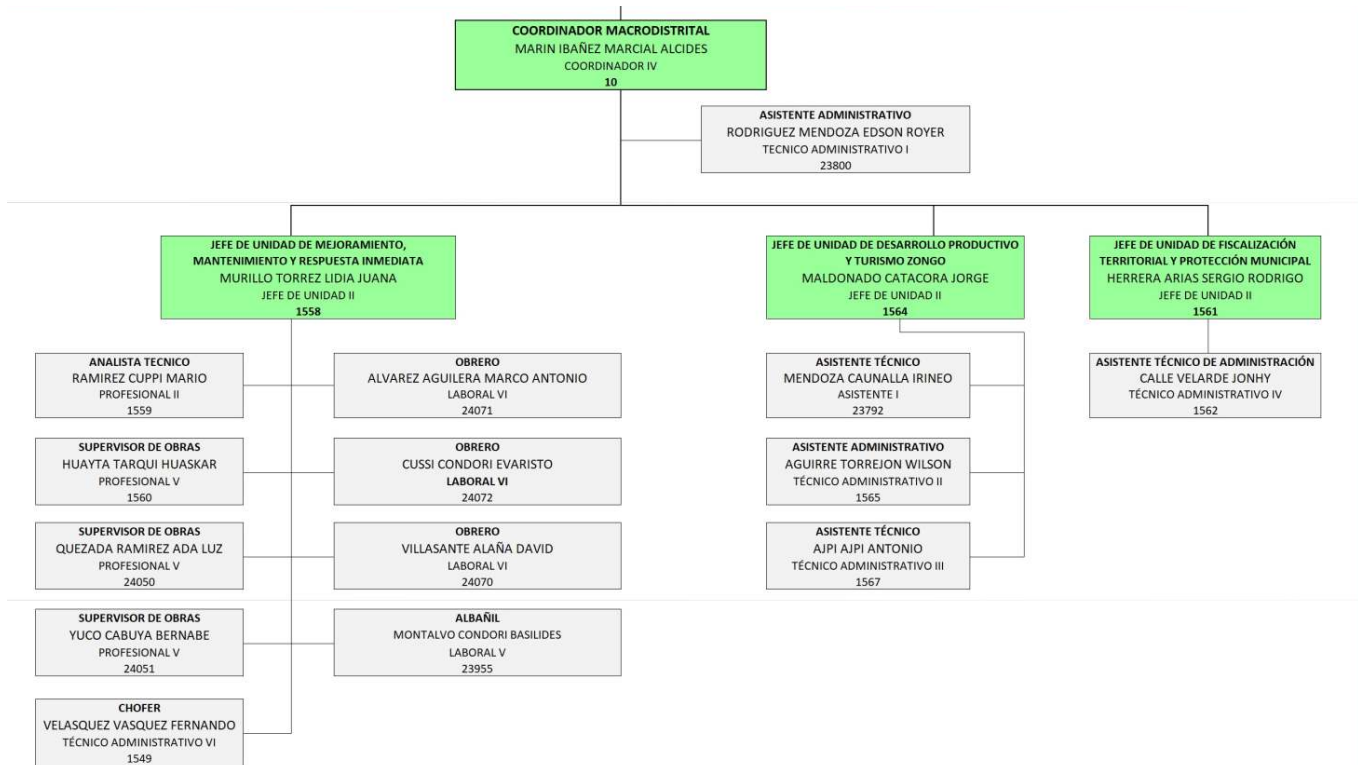 COORDINADOR MACRODISTRITAL
MARIN IBAÑEZ MARCIAL ALCIDES
COORDINADOR IV
10
ASISTENTE ADMINISTRATIVO
RODRIGUEZ MENDOZA EDSON ROYER
TECNICO ADMINISTRATIVO I
23800
JEFE DE UNIDAD DE MEJORAMIENTO,
MANTENIMIENTO Y RESPUESTA INMEDIATA
MURILLO TORREZ LIDIA JUANA
JEFE DE UNIDAD II
1558
JEFE DE UNIDAD DE DESARROLLO PRODUCTIVO
Y TURISMO ZONGO
MALDONADO CATACORA JORGE
JEFE DE UNIDAD II
1564
JEFE DE UNIDAD DE FISCALIZACIÓN
TERRITORIAL Y PROTECCIÓN MUNICIPAL
HERRERA ARIAS SERGIO RODRIGO
JEFE DE UNIDAD II
1561
ANALISTA TECNICO
RAMIREZ CUPPI MARIO
PROFESIONAL II
1559
OBRERO
ALVAREZ AGUILERA MARCO ANTONIO
LABORAL VI
24071
ASISTENTE TÉCNICO
MENDOZA CAUNALLA IRINEO
ASISTENTE I
23792
ASISTENTE TÉCNICO DE ADMINISTRACIÓN
CALLE VELARDE JONHY
TÉCNICO ADMINISTRATIVO IV
1562
SUPERVISOR DE OBRAS
HUAYTA TARQUI HUASKAR
PROFESIONAL V
1560
OBRERO
CUSSI CONDORI EVARISTO
LABORAL VI
24072
ASISTENTE ADMINISTRATIVO
AGUIRRE TORREJON WILSON
TÉCNICO ADMINISTRATIVO II
1565
SUPERVISOR DE OBRAS
QUEZADA RAMIREZ ADA LUZ
PROFESIONAL V
24050
OBRERO
VILLASANTE ALAÑA DAVID
LABORAL VI
24070
ASISTENTE TÉCNICO
AJPI AJPI ANTONIO
TÉCNICO ADMINISTRATIVO III
1567
SUPERVISOR DE OBRAS
YUCO CABUYA BERNABE
PROFESIONAL V
24051
ALBAÑIL
MONTALVO CONDORI BASILIDES
LABORAL V
23955
CHOFER
VELASQUEZ VASQUEZ FERNANDO
TÉCNICO ADMINISTRATIVO VI
1549